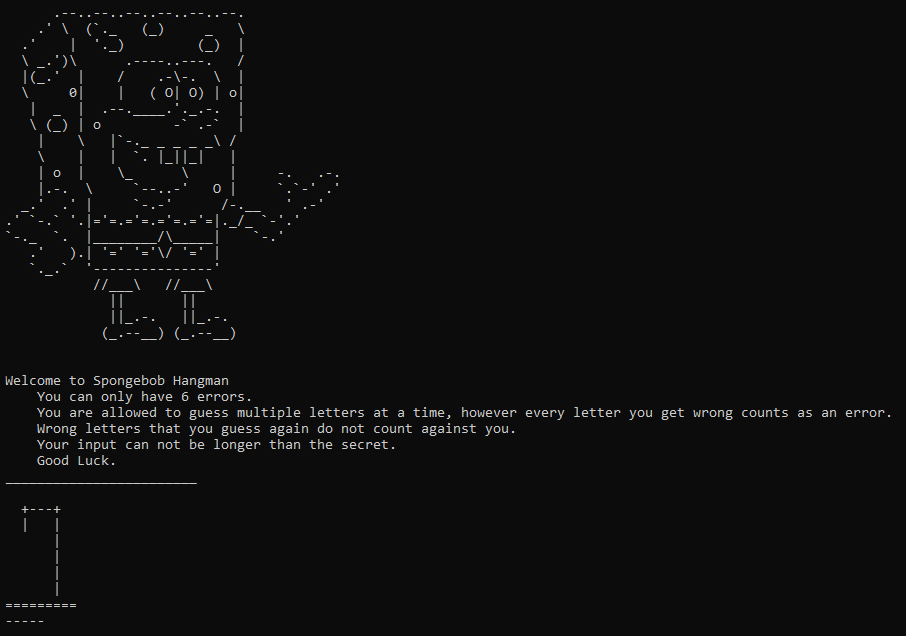 Welcome to Spongebob Hangman
You can only have 6 errors.
You are allowed to guess multiple letters at a time, however every letter you get wrong counts as an error.
Wrong letters that you guess again do not count against you.
Your input can not be longer than the secret.
Good Luck.